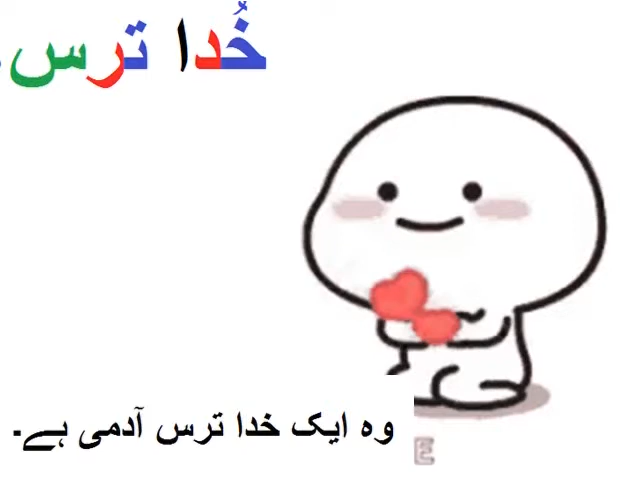 خُدا ترس
وہ ایک خدا ترس آدمی ہے۔
E